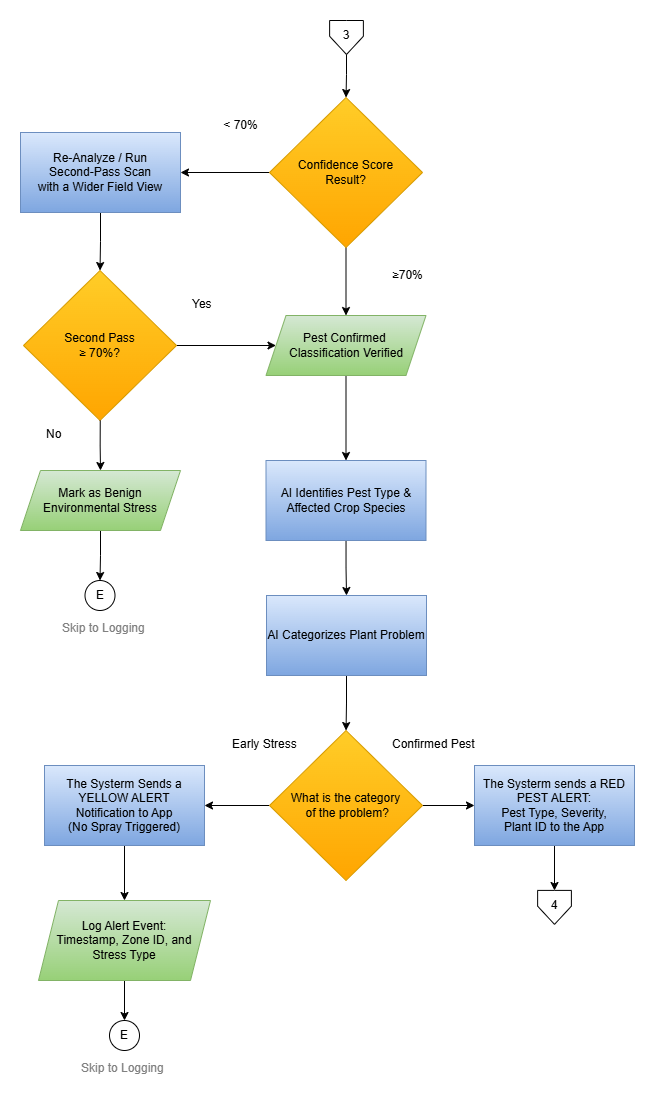 3
< 70%
Confidence Score
Result?
Re-Analyze / Run
Second-Pass Scan
with a Wider Field View
≥70%
Second Pass
≥ 70%?
Yes
Pest Confirmed
Classification Verified
No
Mark as Benign
Environmental Stress
E
Skip to Logging
AI Identifies Pest Type &
Affected Crop Species
AI Categorizes Plant Problem
Early Stress
Confirmed Pest
What is the category
of the problem?
The Systerm Sends a
YELLOW ALERT
Notification to App
(No Spray Triggered)
The Systerm sends a RED
PEST ALERT:
Pest Type, Severity,
Plant ID to the App
4
Log Alert Event:
Timestamp, Zone ID, and
Stress Type
E
Skip to Logging